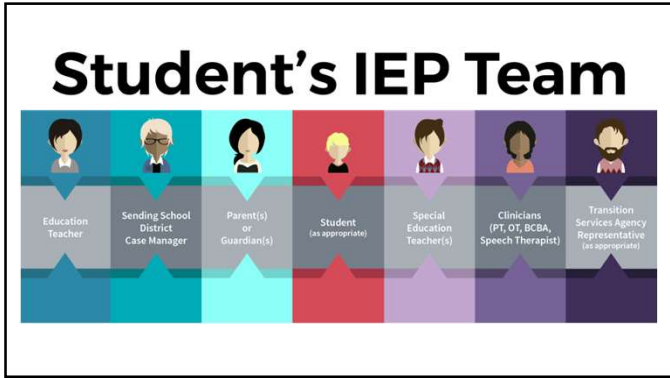 Student's IEP Team
Education
Teacher
Sending School
District
Case Manager
Parent(s)
or
Guardian(s)
Student
(as appropriate)
Special
Education
Teacher(s)
Clinicians
(PT, OT, BCBA,
Speech Therapist)
Transition
Services Agency
Representative
(as appropriate)